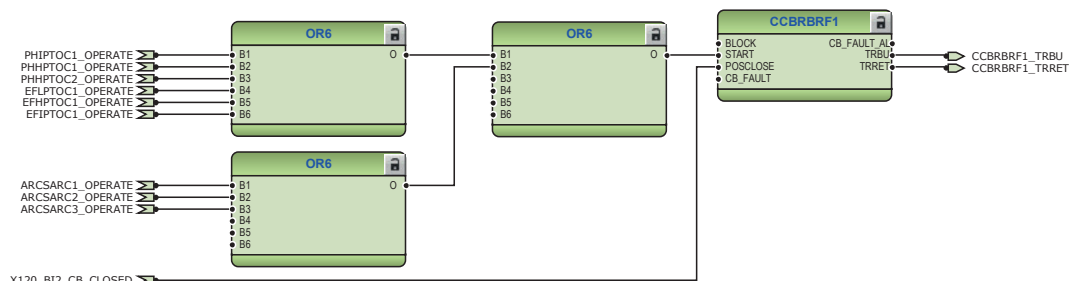 CCBRBRF1
OR6 OR6
BLOCK CB_FAULT_AL
PHIPTOC1_OPERATE B1 O B1 O START TRBU CCBRBRF1_TRBU
PHHPTOC1_OPERATE B2 B2 POSCLOSE TRRET CCBRBRF1_TRRET
PHHPTOC2_OPERATE B3 B3 CB_FAULT
EFLPTOC1_OPERATE B4 B4
EFHPTOC1_OPERATE B5 B5
EFIPTOC1_OPERATE B6 B6
OR6
ARCSARC1_OPERATE B1 O
ARCSARC2_OPERATE B2
ARCSARC3_OPERATE B3
B4
B5
B6
X120_BI2_CB_CLOSED